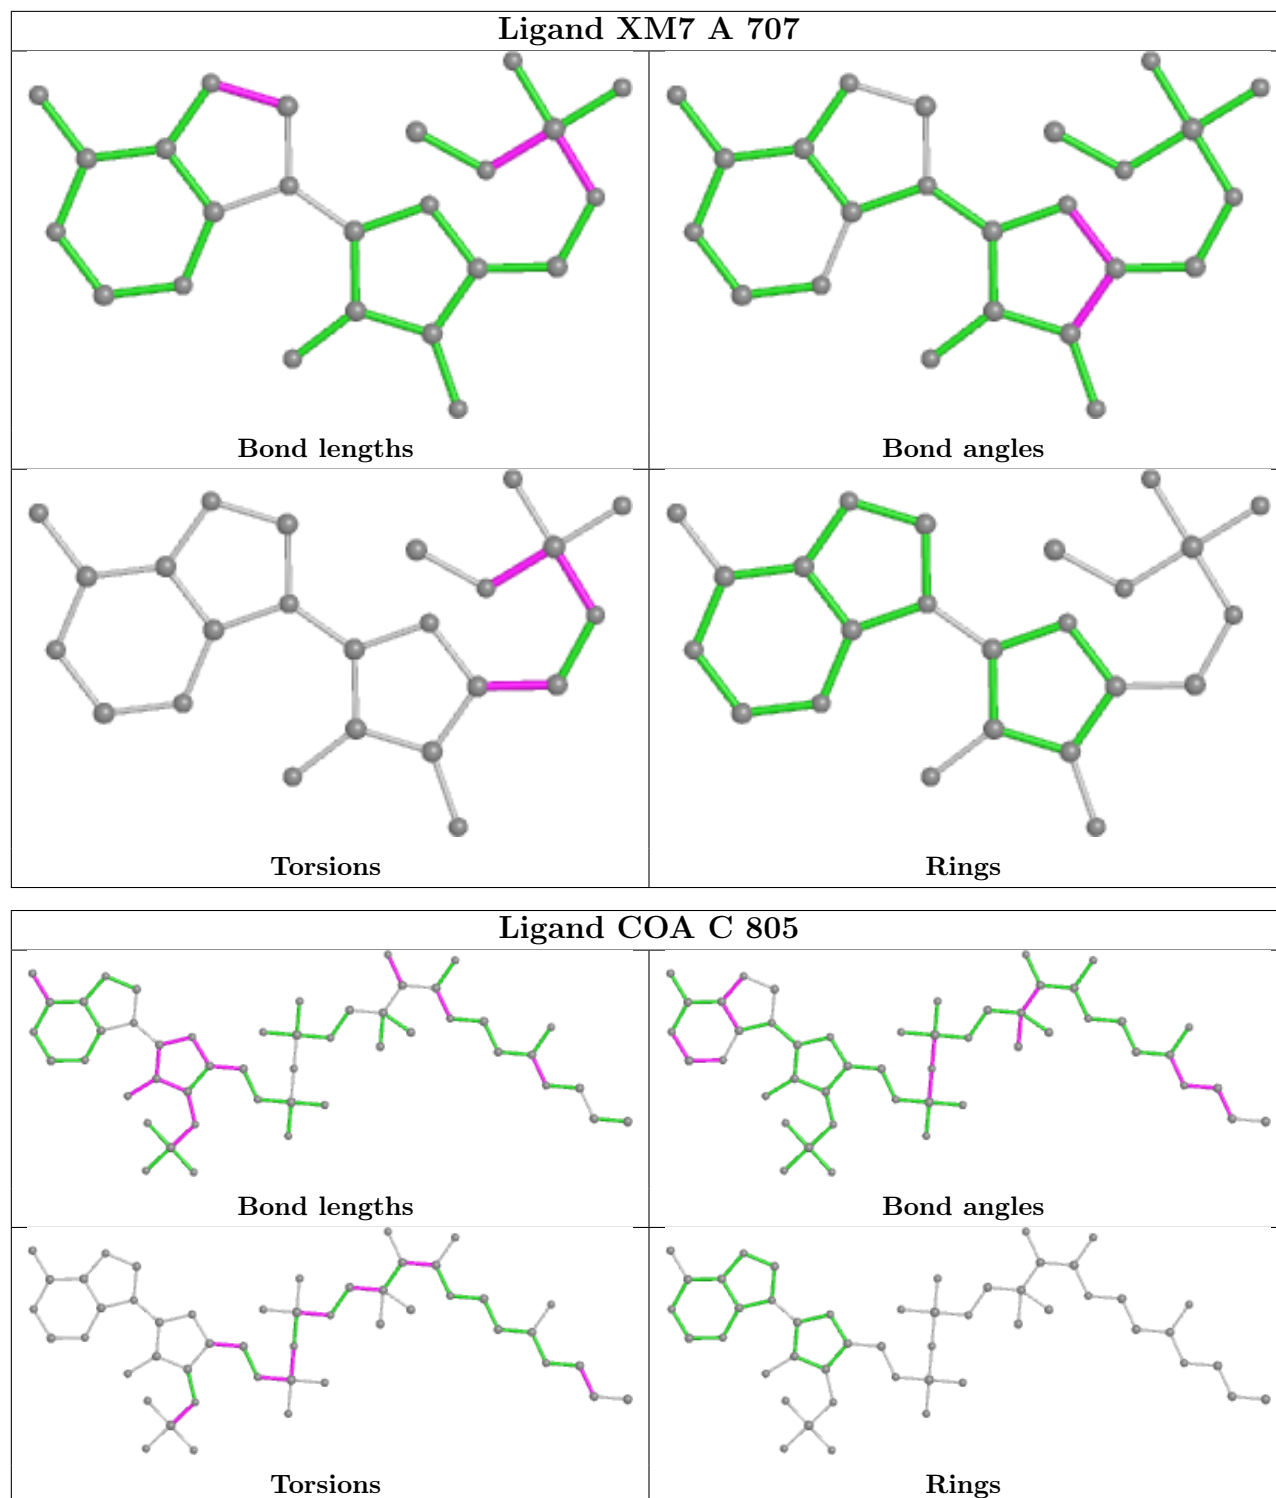 Ligand XM7 A 707
Bond lengths
Bond angles
Torsions
Rings
Ligand COA C 805
Bond lengths
Bond angles
Torsions
Rings